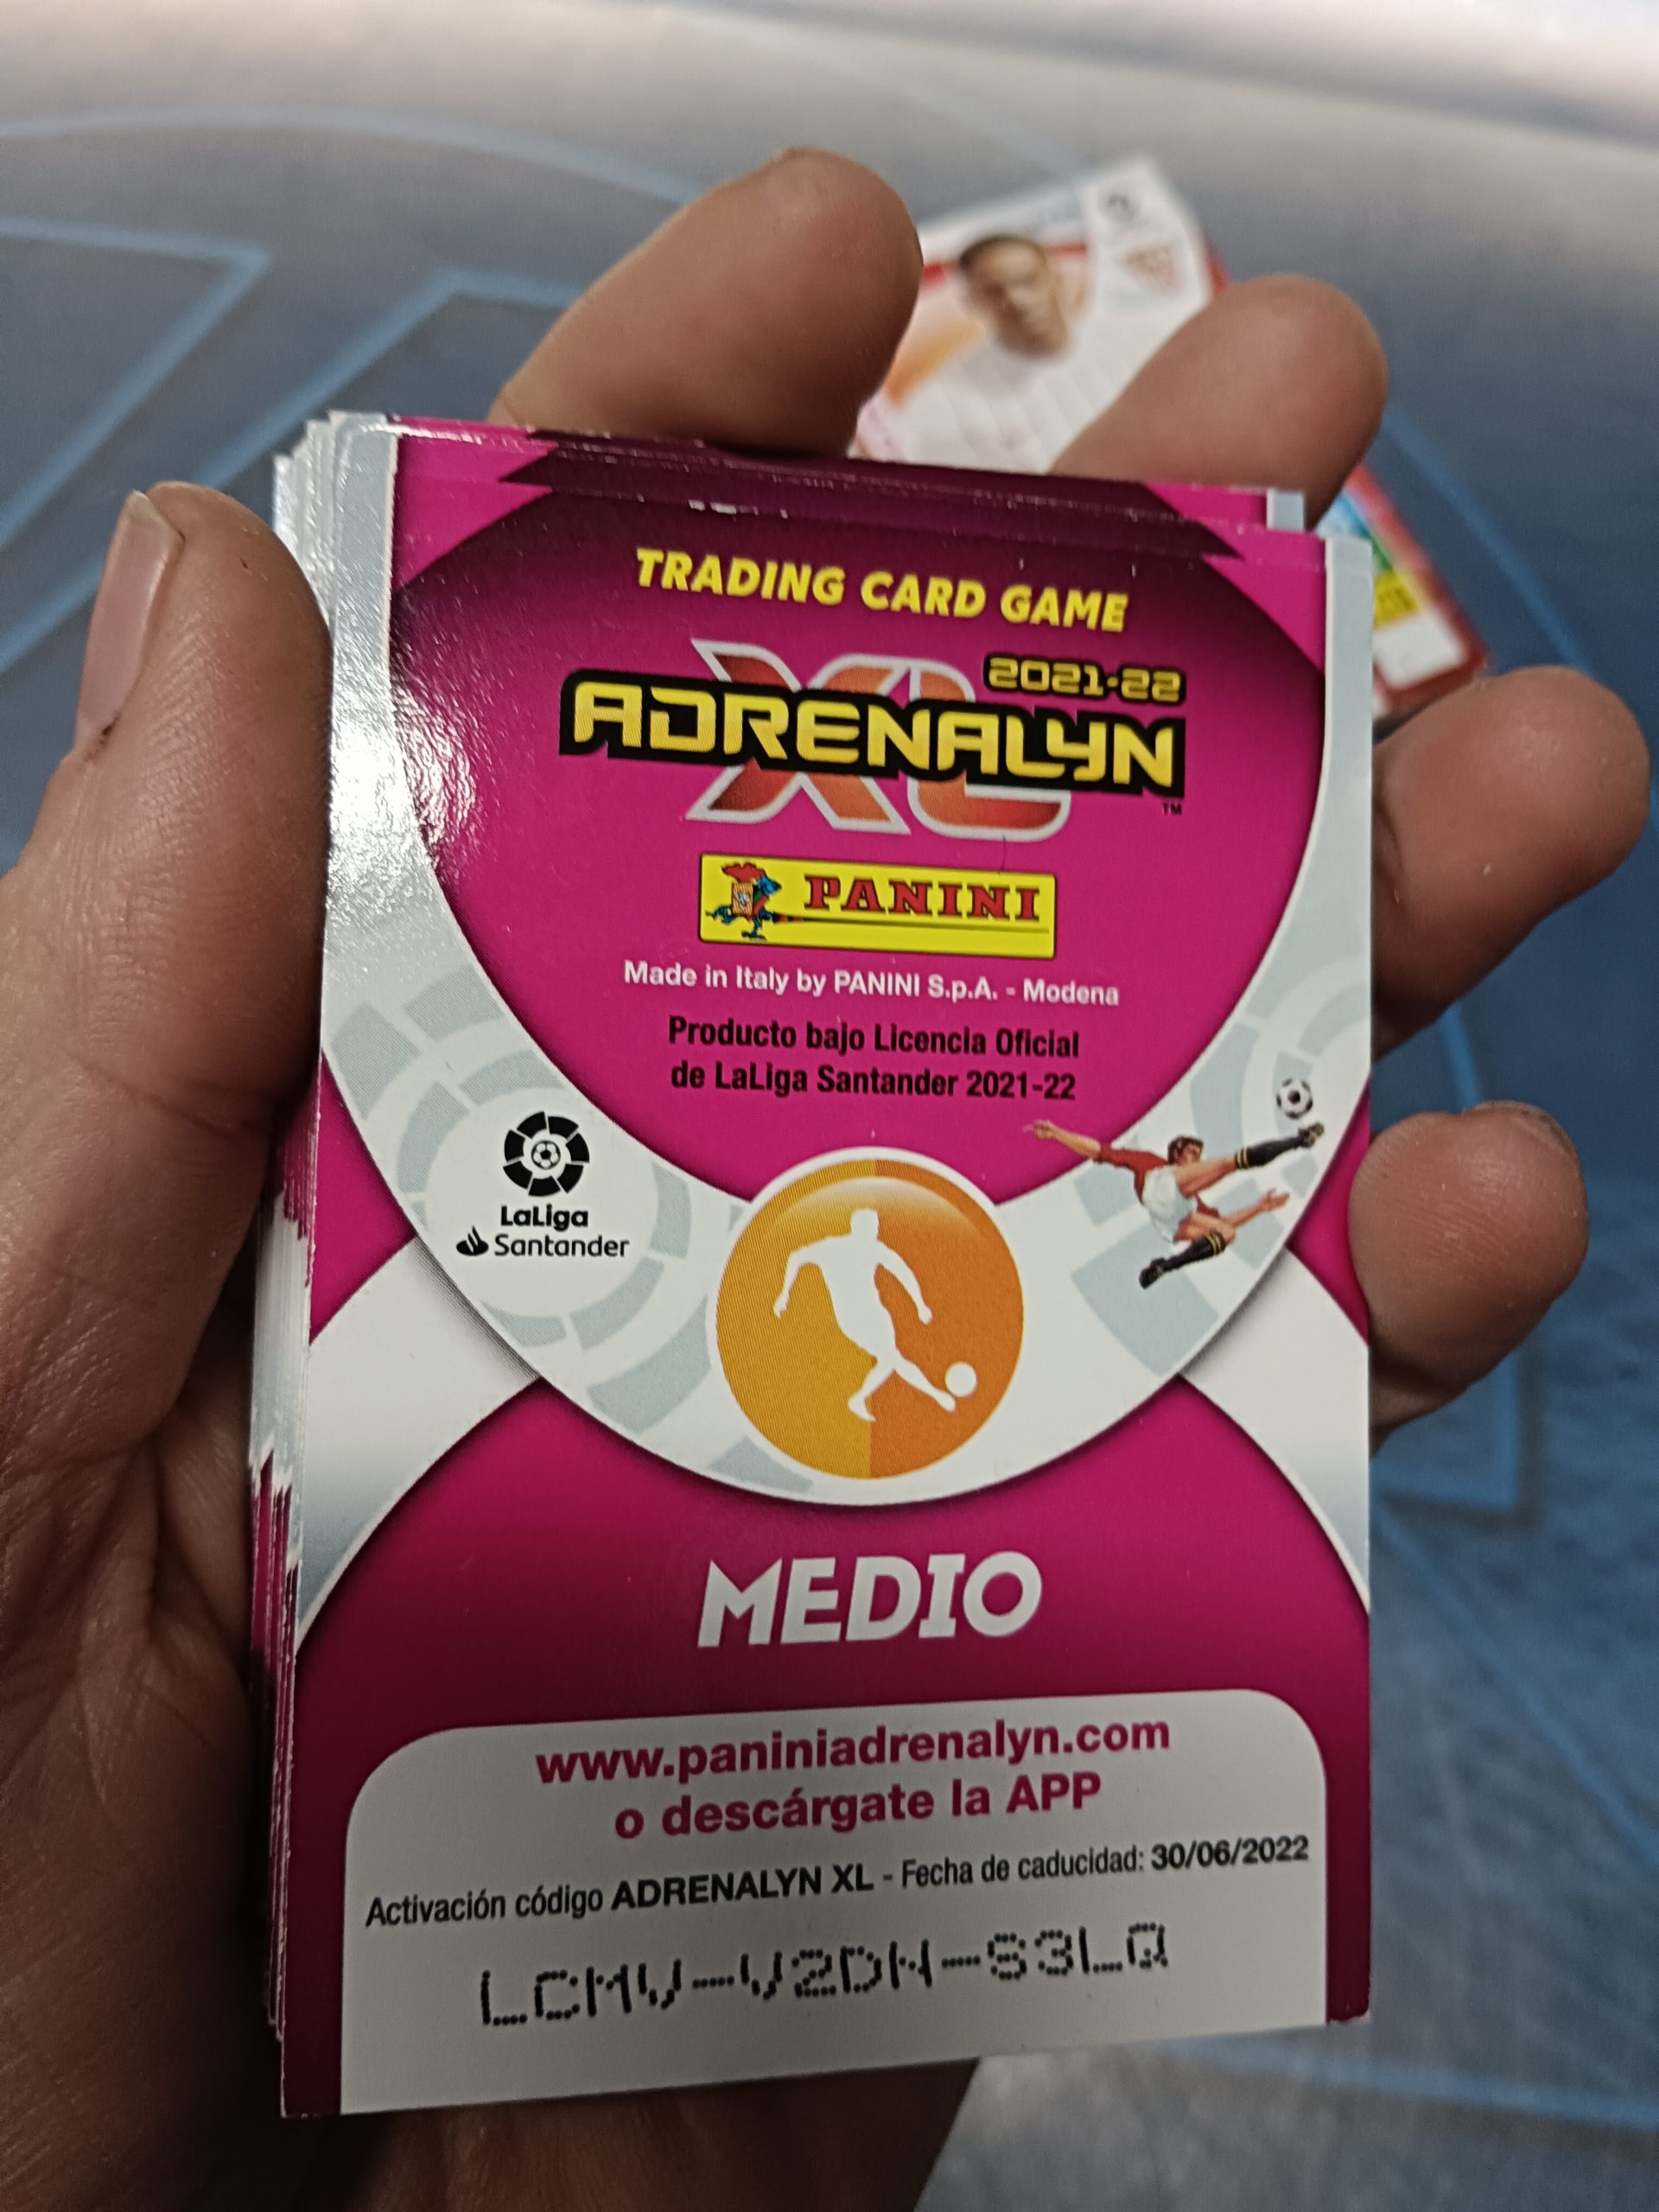 TRADING CARD GAME
2021-22
ADRENALYN
XL
TM
PANINI
Made in Italy by PANINI S.p.A. - Modena
Producto bajo Licencia Oficial
de LaLiga Santander 2021-22
LaLiga
Santander
MEDIO
www.paniniadrenalyn.com
o descárgate la APP
Activación código ADRENALYN XL - Fecha de caducidad: 30/06/2022
LCMV-V2DN-S3LQ